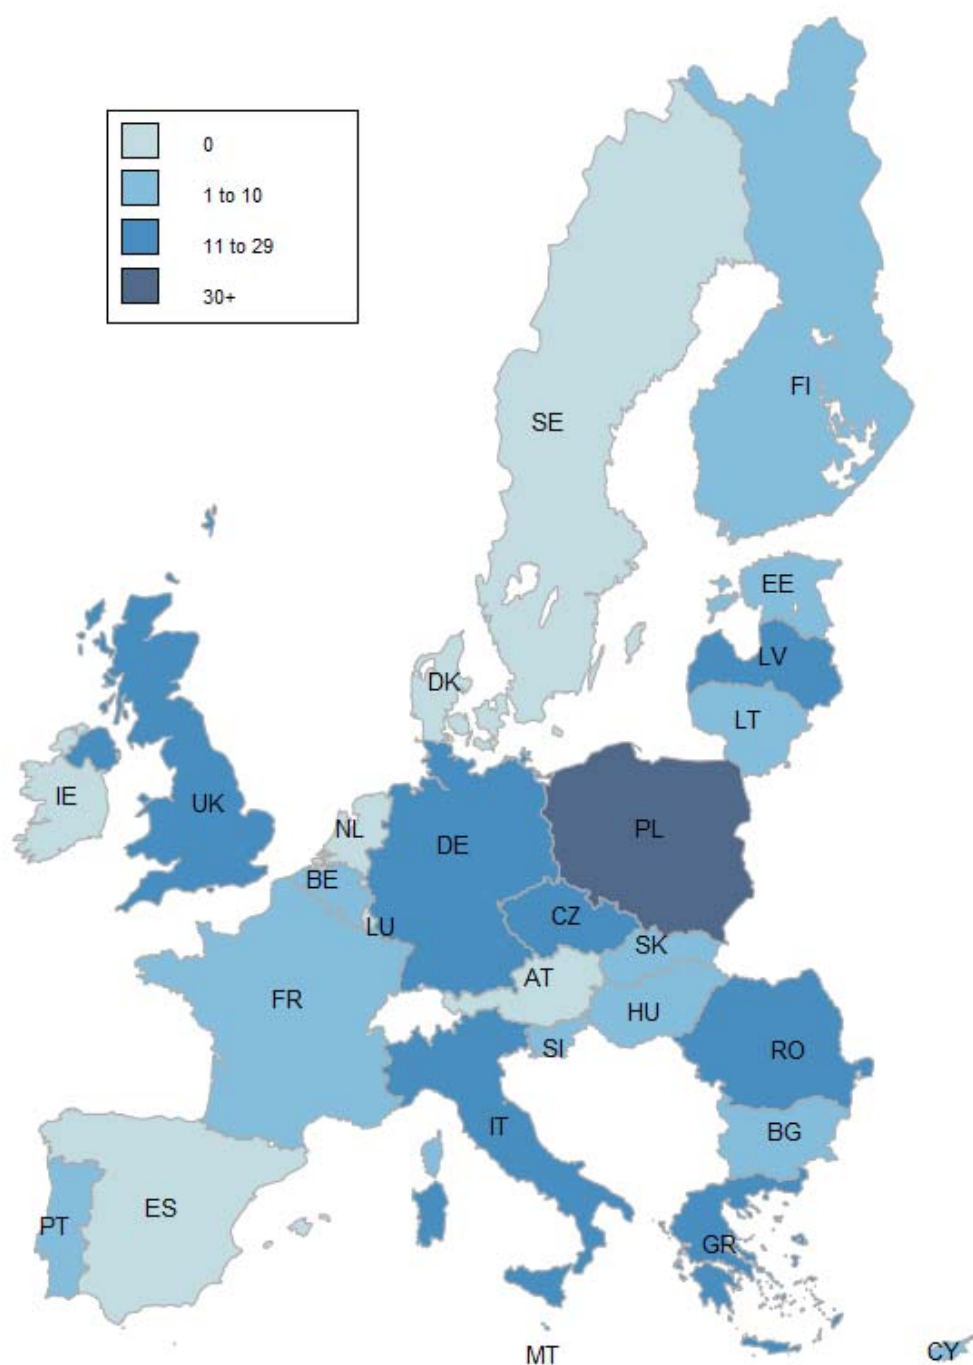 0
1 to 10
11 to 29
30+
FI
SE
EE
LV
DK
LT
IE
UK
NL
PL
DE
BE
CZ
LU
SK
AT
FR
HU
SI
RO
IT
BG
ES
PT
GR
MT
CY